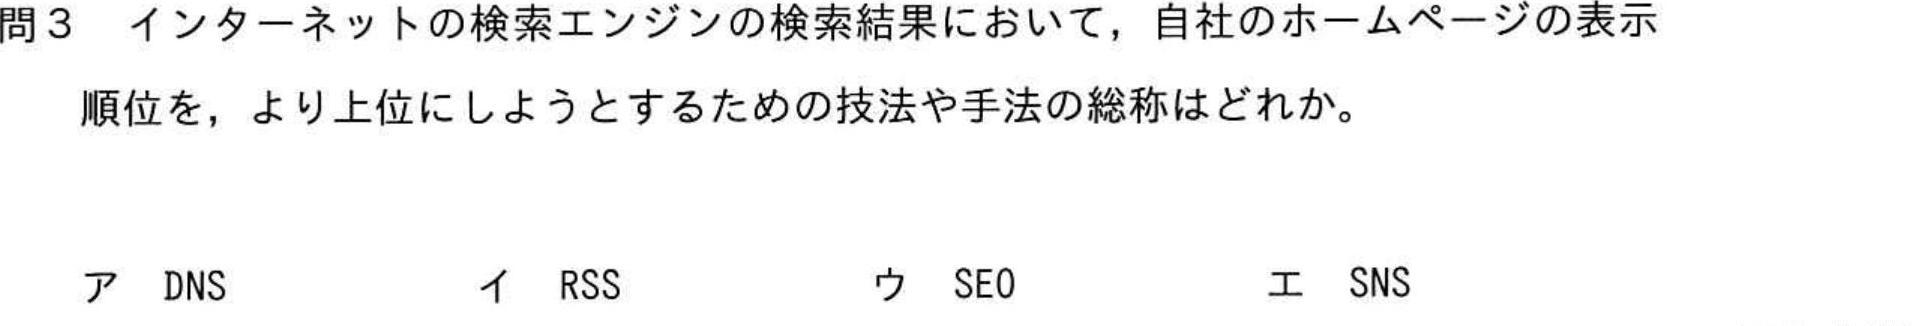 問３　インターネットの検索エンジンの検索結果において，自社のホームページの表示
順位を，より上位にしようとするための技法や手法の総称はどれか。
ア　DNS　イ　RSS　ウ　SEO　エ　SNS